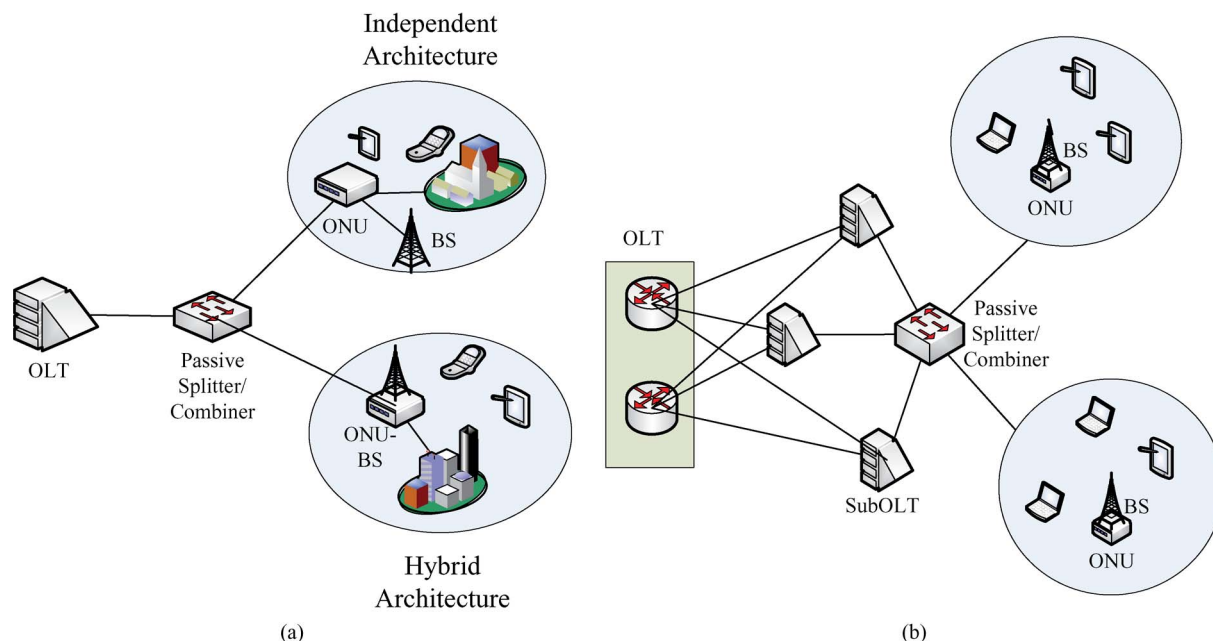 Independent
Architecture
ONU
BS
OLT
Passive
Splitter/
Combiner
ONU-
BS
Hybrid
Architecture
(a)
OLT
BS
ONU
Passive
Splitter/
Combiner
SubOLT
BS
ONU
(b)